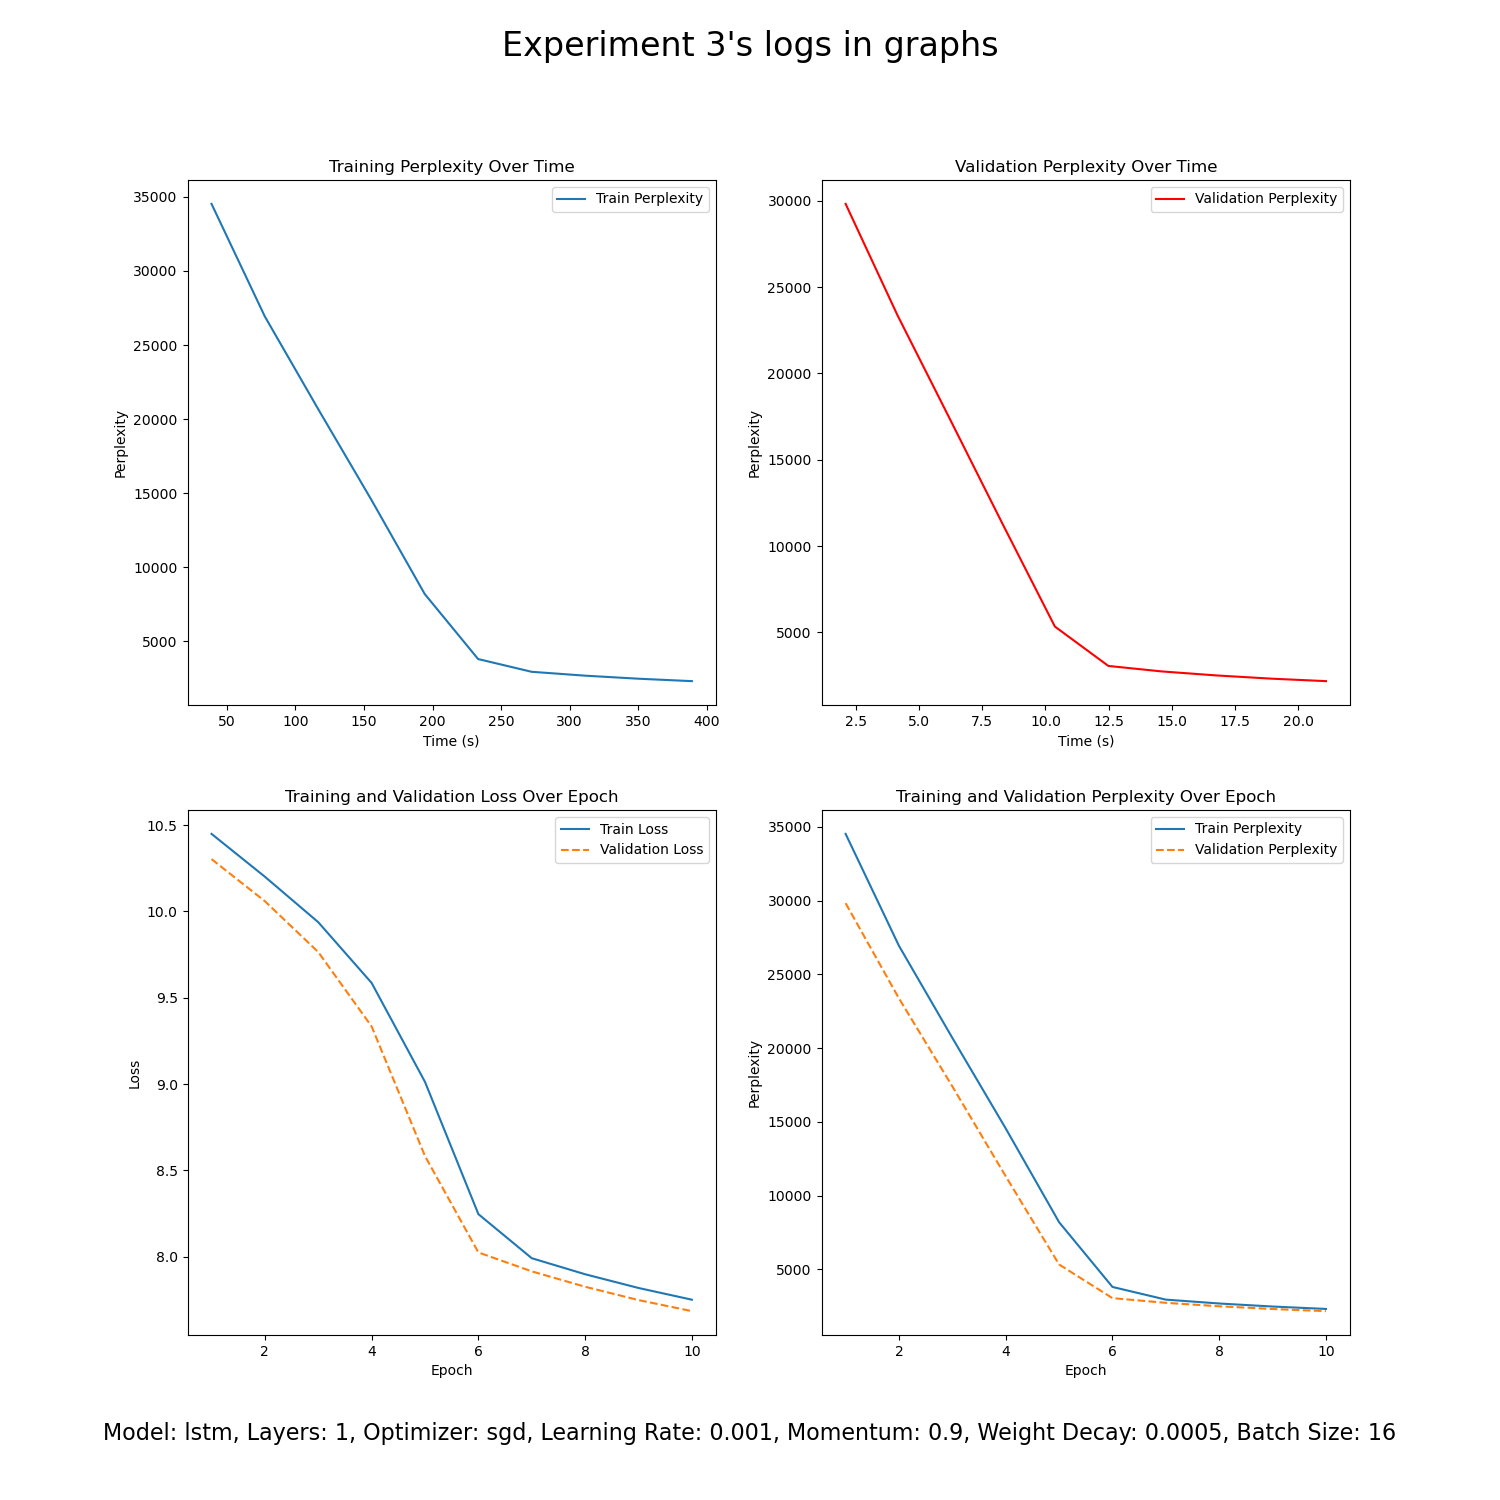 Experiment 3's logs in graphs
Training Perplexity Over Time
Train Perplexity
35000
30000
25000
20000
15000
10000
5000
Perplexity
50 100 150 200 250 300 350 400
Time (s)
Validation Perplexity Over Time
Validation Perplexity
30000
25000
20000
15000
10000
5000
Perplexity
2.5 5.0 7.5 10.0 12.5 15.0 17.5 20.0
Time (s)
Training and Validation Loss Over Epoch
Train Loss
Validation Loss
10.5
10.0
9.5
9.0
8.5
8.0
Loss
2 4 6 8 10
Epoch
Training and Validation Perplexity Over Epoch
Train Perplexity
Validation Perplexity
35000
30000
25000
20000
15000
10000
5000
Perplexity
2 4 6 8 10
Epoch
Model: lstm, Layers: 1, Optimizer: sgd, Learning Rate: 0.001, Momentum: 0.9, Weight Decay: 0.0005, Batch Size: 16